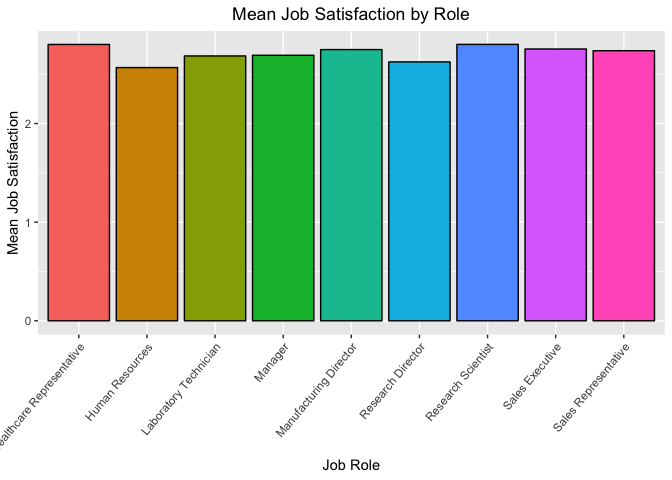 Mean Job Satisfaction by Role
Mean Job Satisfaction
2
1
0
ealthcare Representative
Human Resources
Laboratory Technician
Manager
Manufacturing Director
Research Director
Research Scientist
Sales Executive
Sales Representative
Job Role